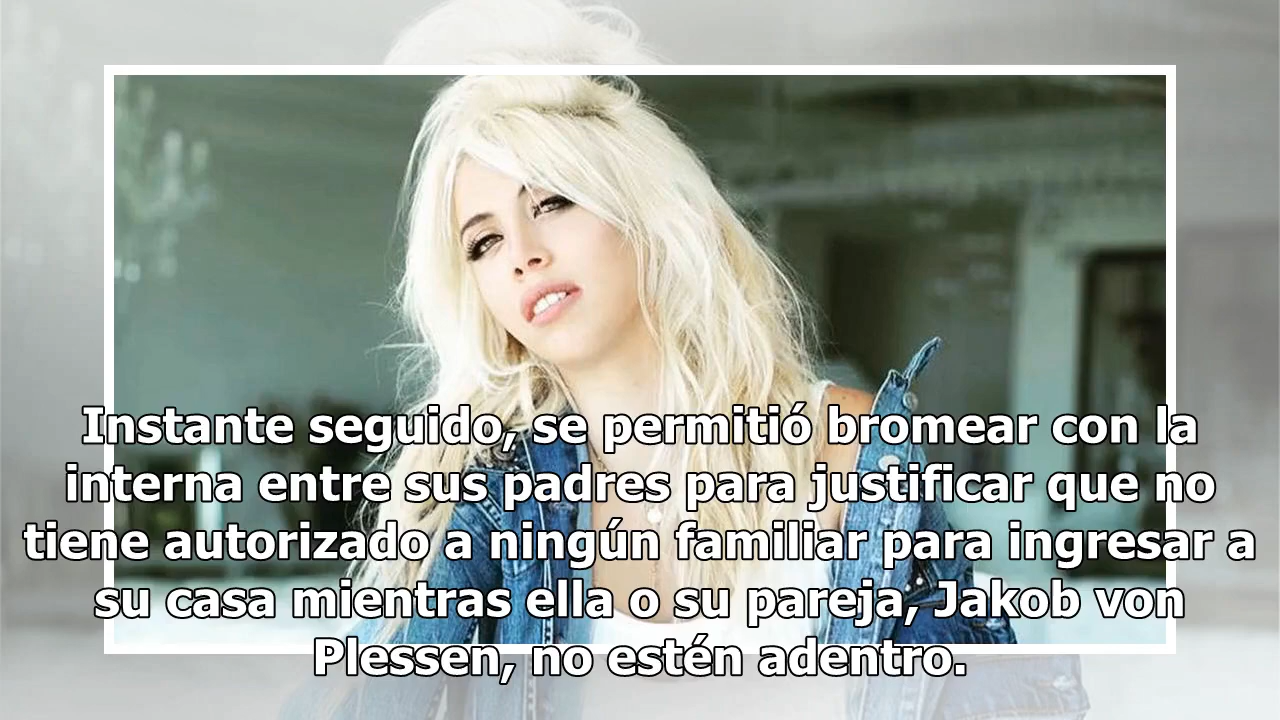 Instante seguido, se permitió bromear con la
interna entre sus padres para justificar que no
tiene autorizado a ningún familiar para ingresar a
su casa mientras ella o su pareja, Jakob von
Plessen, no estén adentro.